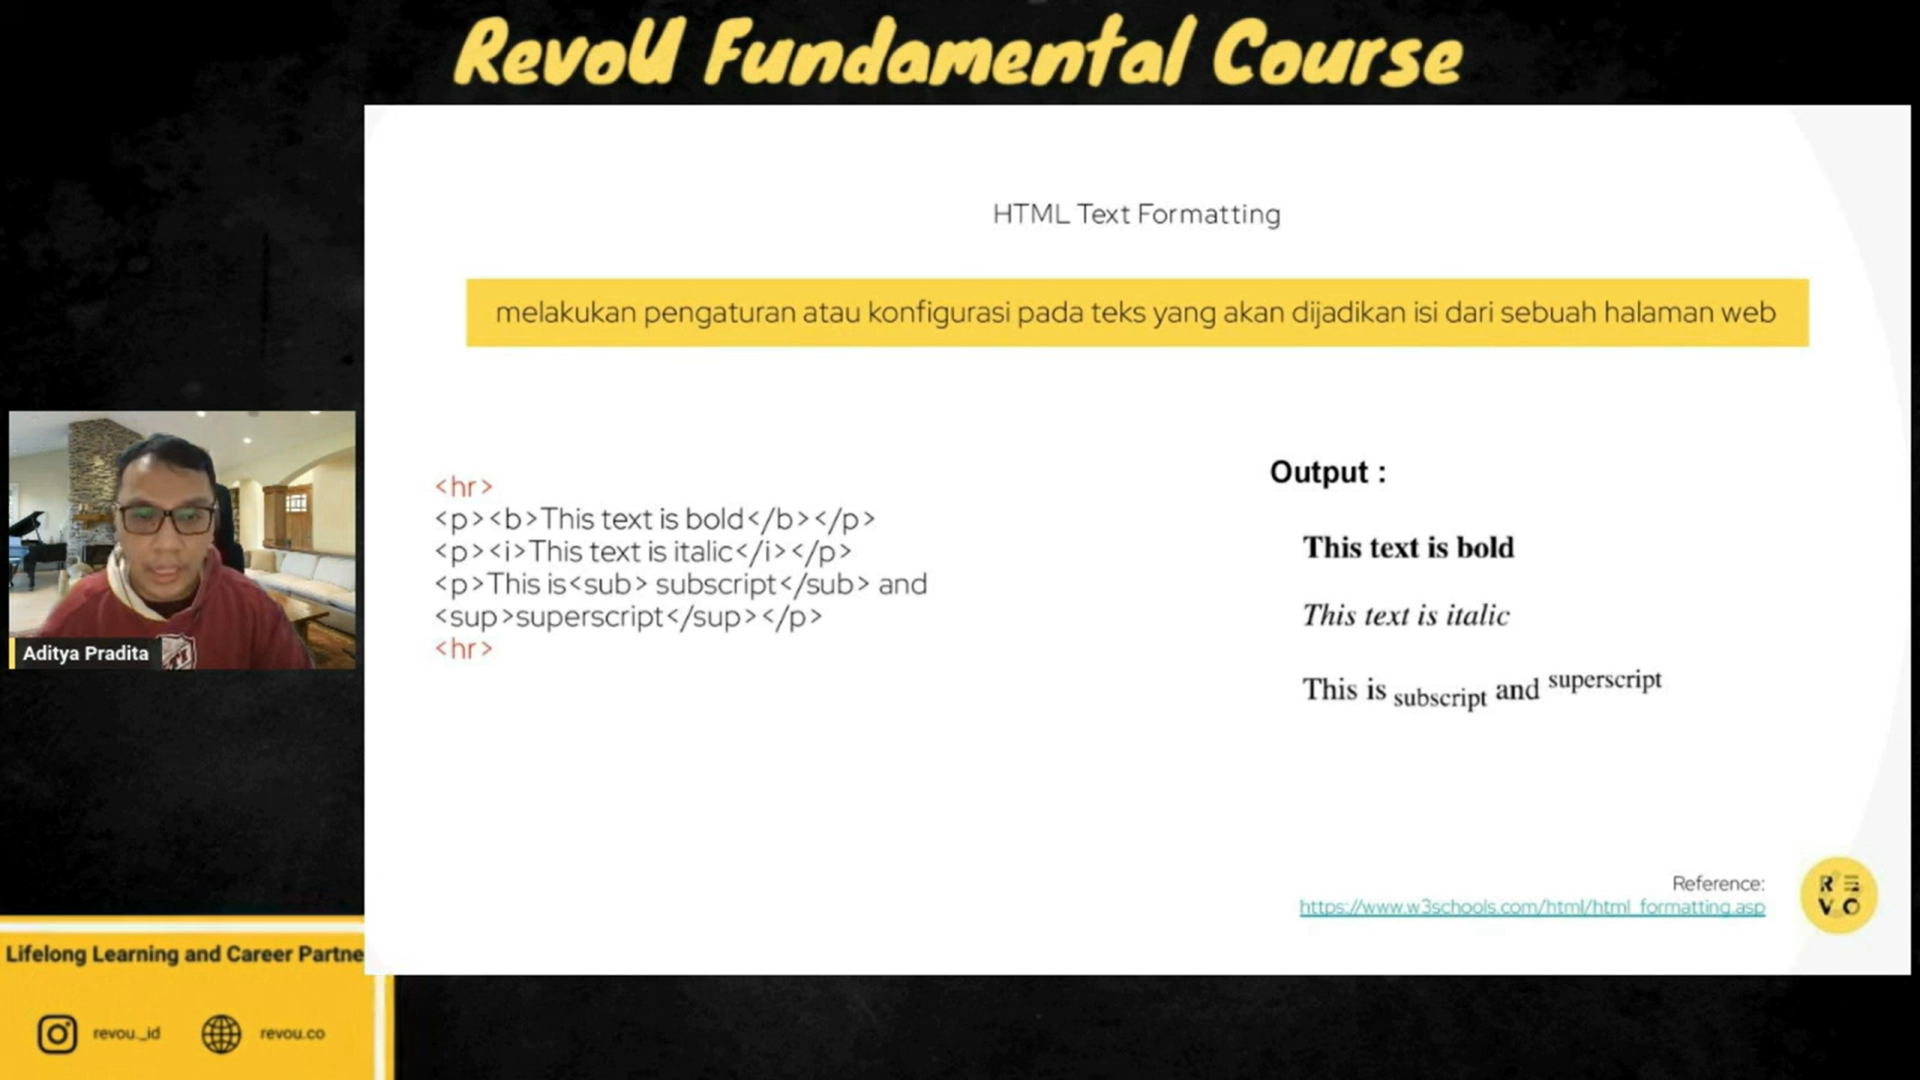 RevoU Fundamental Course
HTML Text Formatting
melakukan pengaturan atau konfigurasi pada teks yang akan dijadikan isi dari sebuah halaman web
<hr>
<p><b>This text is bold</b></p>
<p><i>This text is italic</i></p>
<p>This is<sub> subscript</sub> and
<sup>superscript</sup></p>
<hr>
Output :
This text is bold
This text is italic
This is subscript and superscript
Aditya Pradita
Reference:
https://www.w3schools.com/html/html_formatting.asp
REVO
Lifelong Learning and Career Partne
revou_id
revou.co